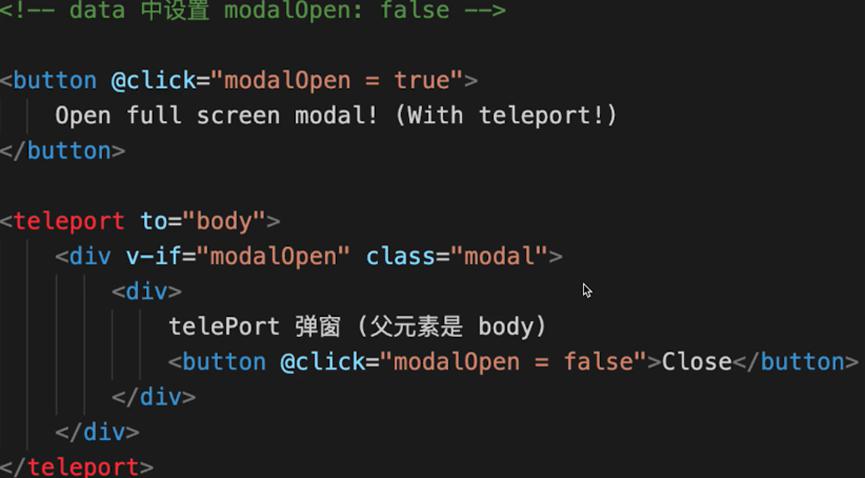 <!-- data 中设置 modalOpen: false -->
<button @click="modalOpen = true">
Open full screen modal! (With teleport!)
</button>
<teleport to="body">
<div v-if="modalOpen" class="modal">
<div>
telePort 弹窗 (父元素是 body)
<button @click="modalOpen = false">Close</button>
</div>
</div>
</teleport>